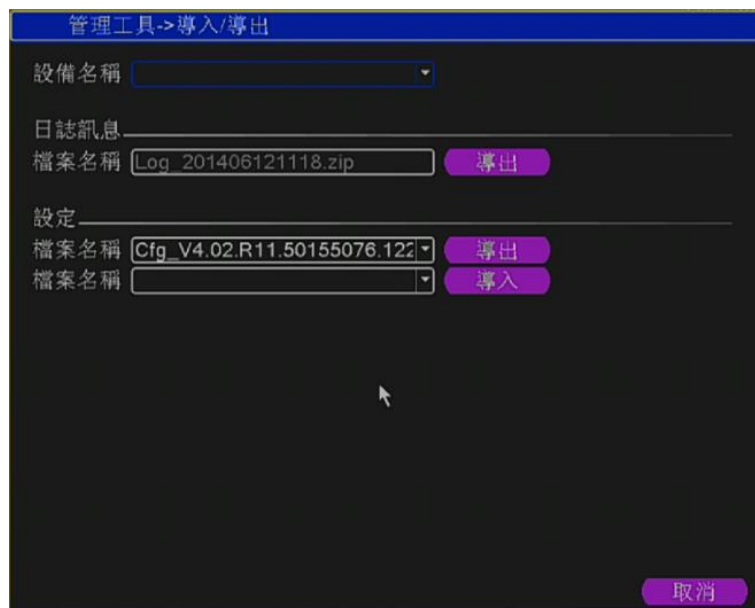 管理工具->導入/導出
設備名稱
日誌訊息
檔案名稱 Log_201406121118.zip 導出
設定
檔案名稱 Cfg_V4.02.R11.50155076.122 導出
檔案名稱 導入
取消